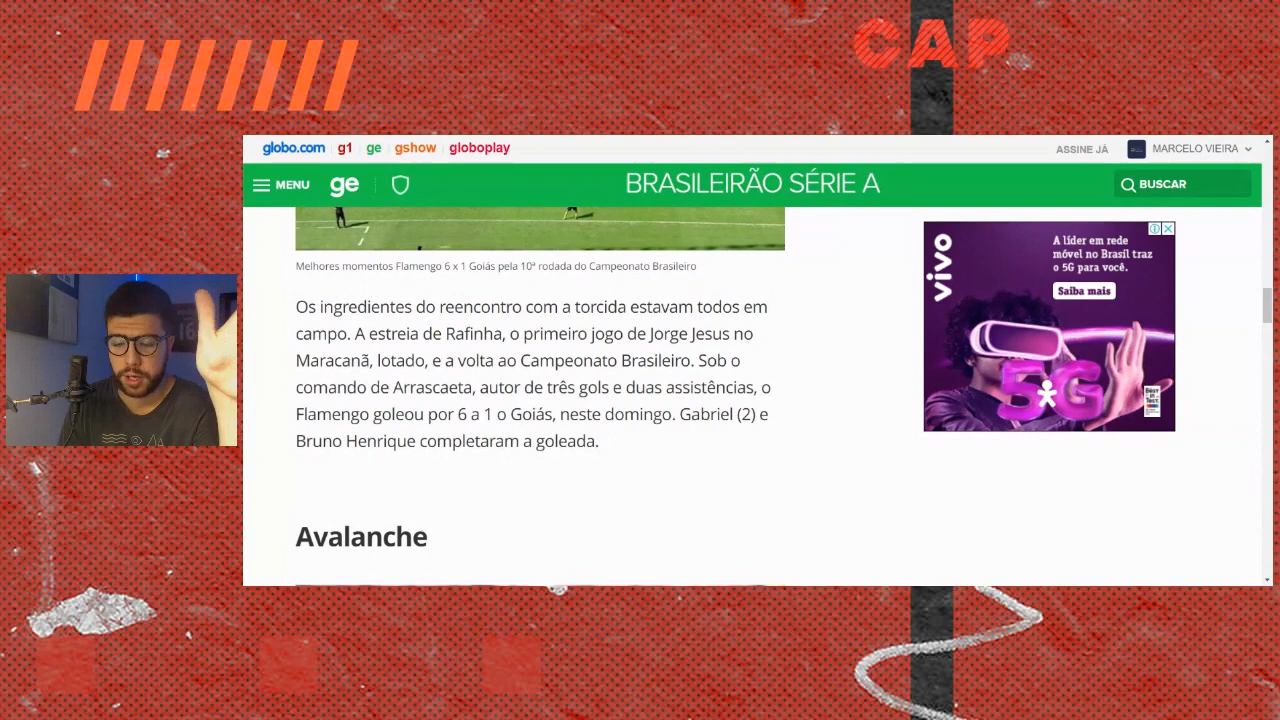 CAP
globo.com g1 ge gshow globoplay
ASSINE JÁ MARCELO VIEIRA
MENU ge BRASILEIRÃO SÉRIE A BUSCAR
Melhores momentos Flamengo 6 x 1 Goiás pela 10ª rodada do Campeonato Brasileiro
Os ingredientes do reencontro com a torcida estavam todos em
campo. A estreia de Rafinha, o primeiro jogo de Jorge Jesus no
Maracanã, lotado, e a volta ao Campeonato Brasileiro. Sob o
comando de Arrascaeta, autor de três gols e duas assistências, o
Flamengo goleou por 6 a 1 o Goiás, neste domingo. Gabriel (2) e
Bruno Henrique completaram a goleada.
Avalanche
vivo
A líder em rede
móvel no Brasil traz
o 5G para você.
Saiba mais
5G